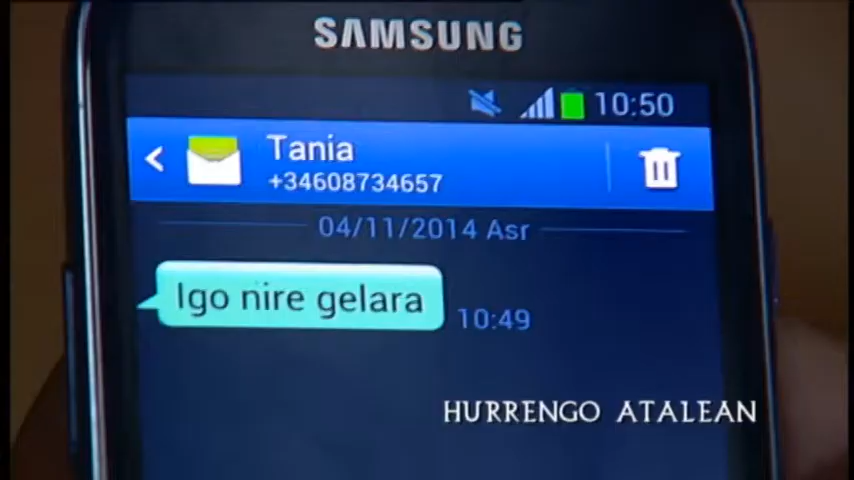 SAMSUNG
10:50
Tania
+34608734657
04/11/2014 Asr
Igo nire gelara
10:49
HURRENGO ATALEAN